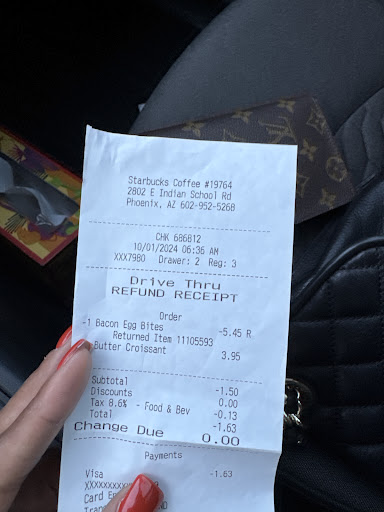 Starbucks Coffee #19764
2802 E Indian School Rd
Phoenix, AZ 602-952-5268
CHK 686812
10/01/2024 06:36 AM
XXX7980 Drawer: 2 Reg: 3
Drive Thru
REFUND RECEIPT
Order
-1 Bacon Egg Bites -5.45 R
Returned Item 11105593
Butter Croissant 3.95
Subtotal -1.50
Discounts 0.00
Tax 8.6% - Food & Bev -0.13
Total -1.63
Change Due 0.00
Payments
Visa -1.63
Card